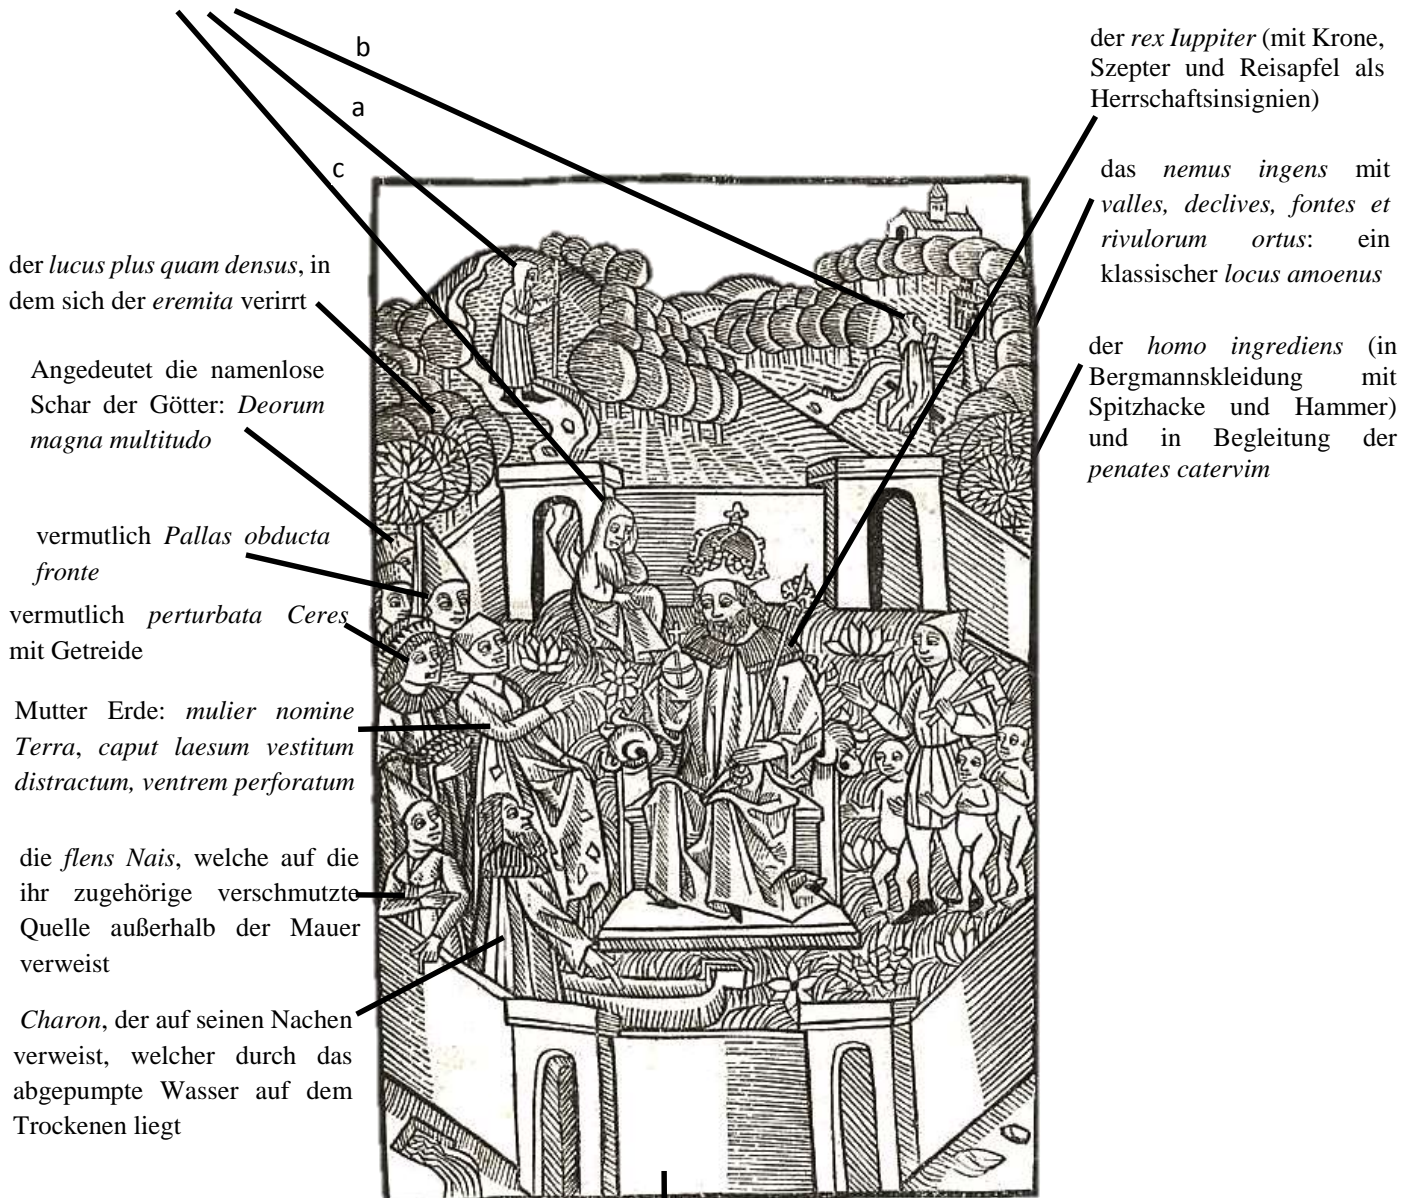 b
a
c
der rex Iuppiter (mit Krone,
Szepter und Reisapfel als
Herrschaftsinsignien)
das nemus ingens mit
valles, declives, fontes et
rivulorum ortus: ein
klassischer locus amoenus
der homo ingrediens (in
Bergmannskleidung mit
Spitzhacke und Hammer)
und in Begleitung der
penates catervim
der lucus plus quam densus, in
dem sich der eremita verirrt
Angedeutet die namenlose
Schar der Götter: Deorum
magna multitudo
vermutlich Pallas obducta
fronte
vermutlich perturbata Ceres
mit Getreide
Mutter Erde: mulier nomine
Terra, caput laesum vestitum
distractum, ventrem perforatum
die flens Nais, welche auf die
ihr zugehörige verschmutzte
Quelle außerhalb der Mauer
verweist
Charon, der auf seinen Nachen
verweist, welcher durch das
abgepumpte Wasser auf dem
Trockenen liegt